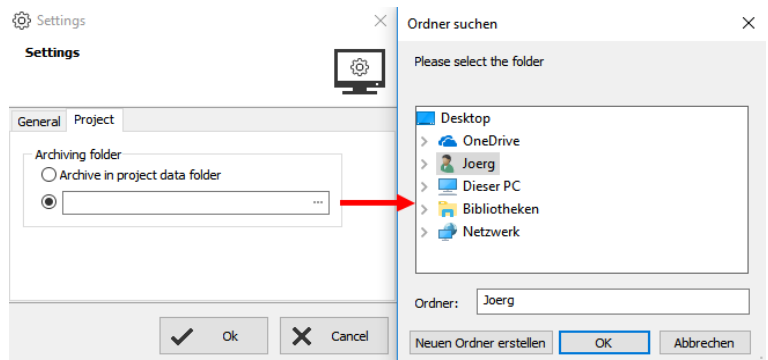 Settings
Settings
General Project
Archiving folder
Archive in project data folder
...
Ok Cancel
Ordner suchen
Please select the folder
Desktop
OneDrive
Joerg
Dieser PC
Bibliotheken
Netzwerk
Ordner: Joerg
Neuen Ordner erstellen OK Abbrechen